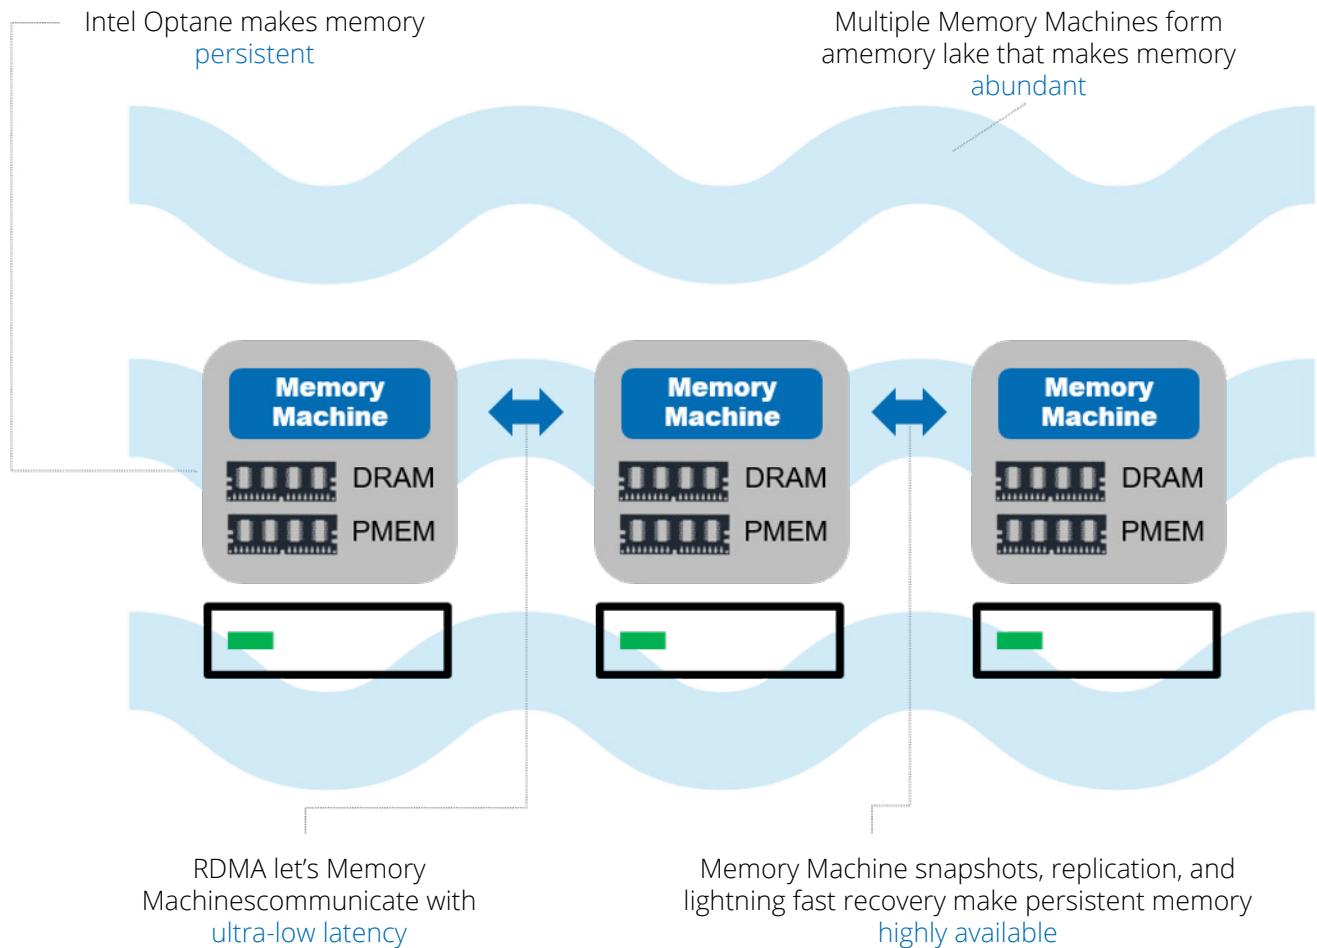 Intel Optane makes memory
persistent
Multiple Memory Machines form
amemory lake that makes memory
abundant
Memory
Machine
DRAM
PMEM
Memory
Machine
DRAM
PMEM
Memory
Machine
DRAM
PMEM
RDMA let’s Memory
Machinescommunicate with
ultra-low latency
Memory Machine snapshots, replication, and
lightning fast recovery make persistent memory
highly available